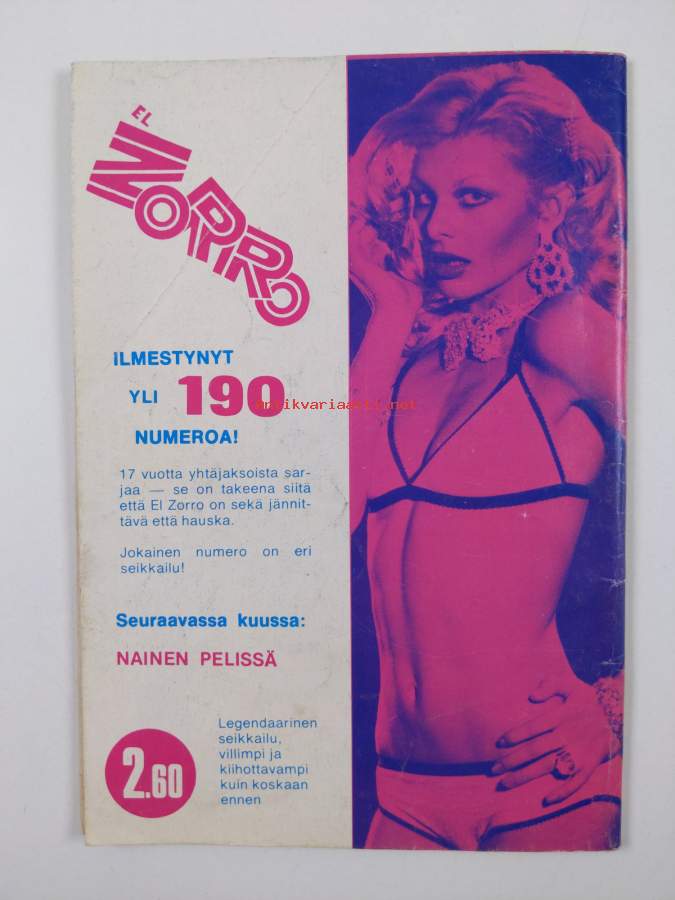 EL
ZORRO
ILMESTYNYT
YLI 190
NUMEROA!
antikvariaatti.net
17 vuotta yhtäjaksoista sar-
jaa — se on takeena siitä
että El Zorro on sekä jännit-
tävä että hauska.
Jokainen numero on eri
seikkailu!
Seuraavassa kuussa:
NAINEN PELISSÄ
2.60
Legendaarinen
seikkailu,
villimpi ja
kiihottavampi
kuin koskaan
ennen